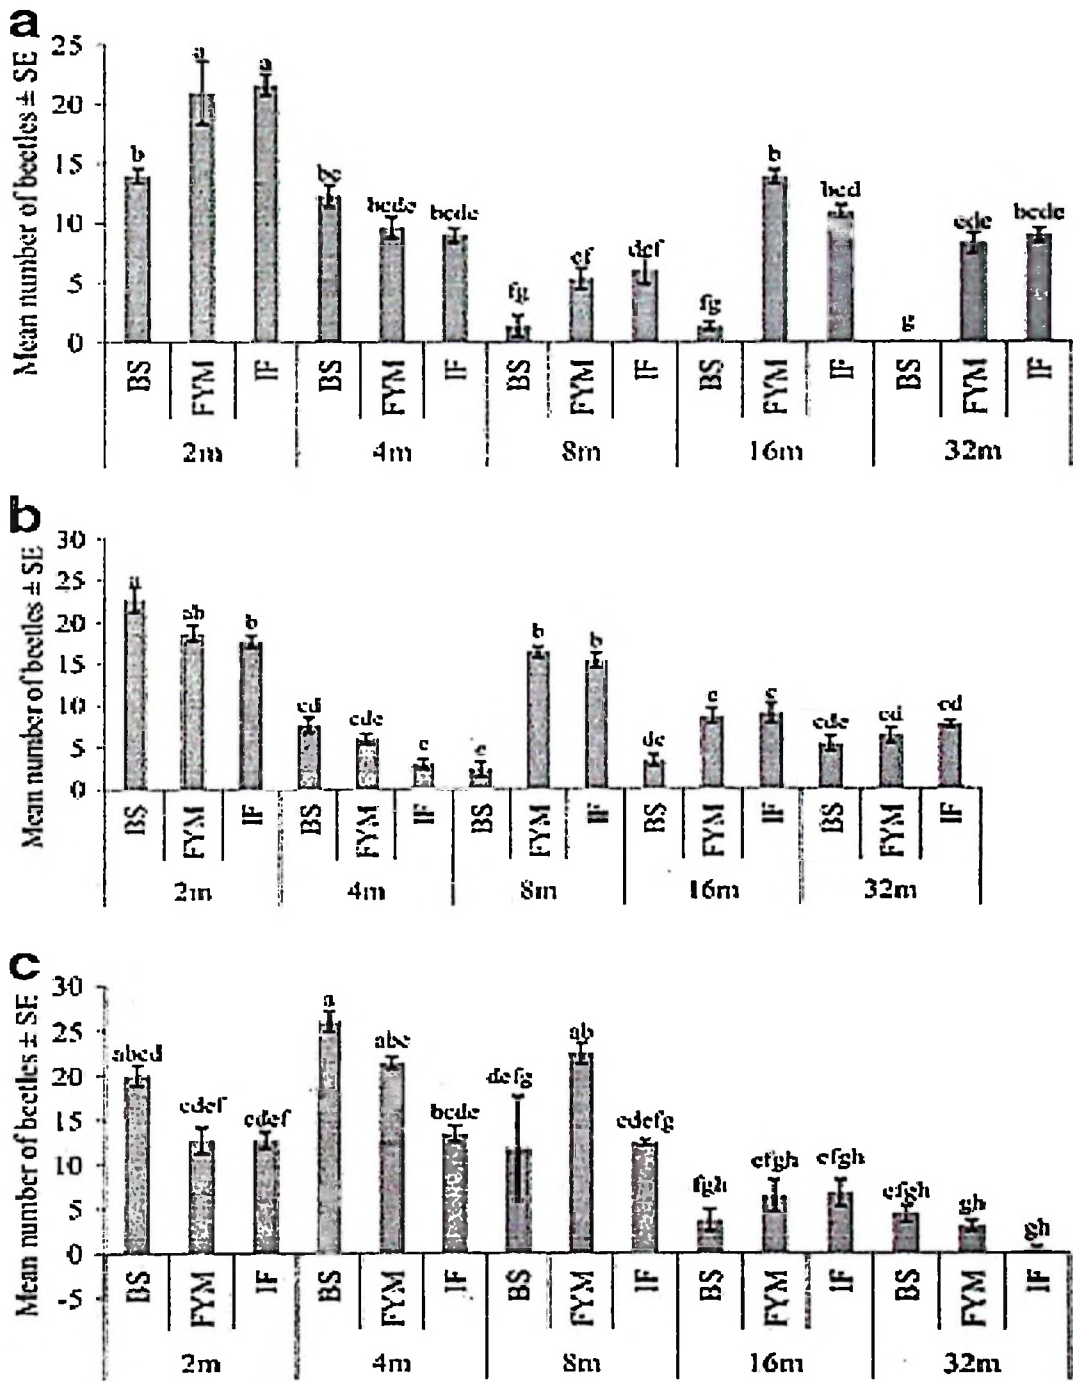 a
Mean number of beetles ± SE
25
20
15
10
5
0
b a a
bcde bcde
fg ef def
fg b bcd
g cde bcde
BS FYM IF BS FYM IF BS FYM IF BS FYM IF BS FYM IF
2m 4m 8m 16m 32m
b
Mean number of beetles ± SE
30
25
20
15
10
5
0
a ab b
cd cde e
e b b
de c c
cde cd cd
BS FYM IF BS FYM IF BS FYM IF BS FYM IF BS FYM IF
2m 4m 8m 16m 32m
c
Mean number of beetles ± SE
30
25
20
15
10
5
0
-5
abcd cdef cdef
a abc bcde
defg ab cdefg
fgh efgh efgh
efgh gh gh
BS FYM IF BS FYM IF BS FYM IF BS FYM IF BS FYM IF
2m 4m 8m 16m 32m